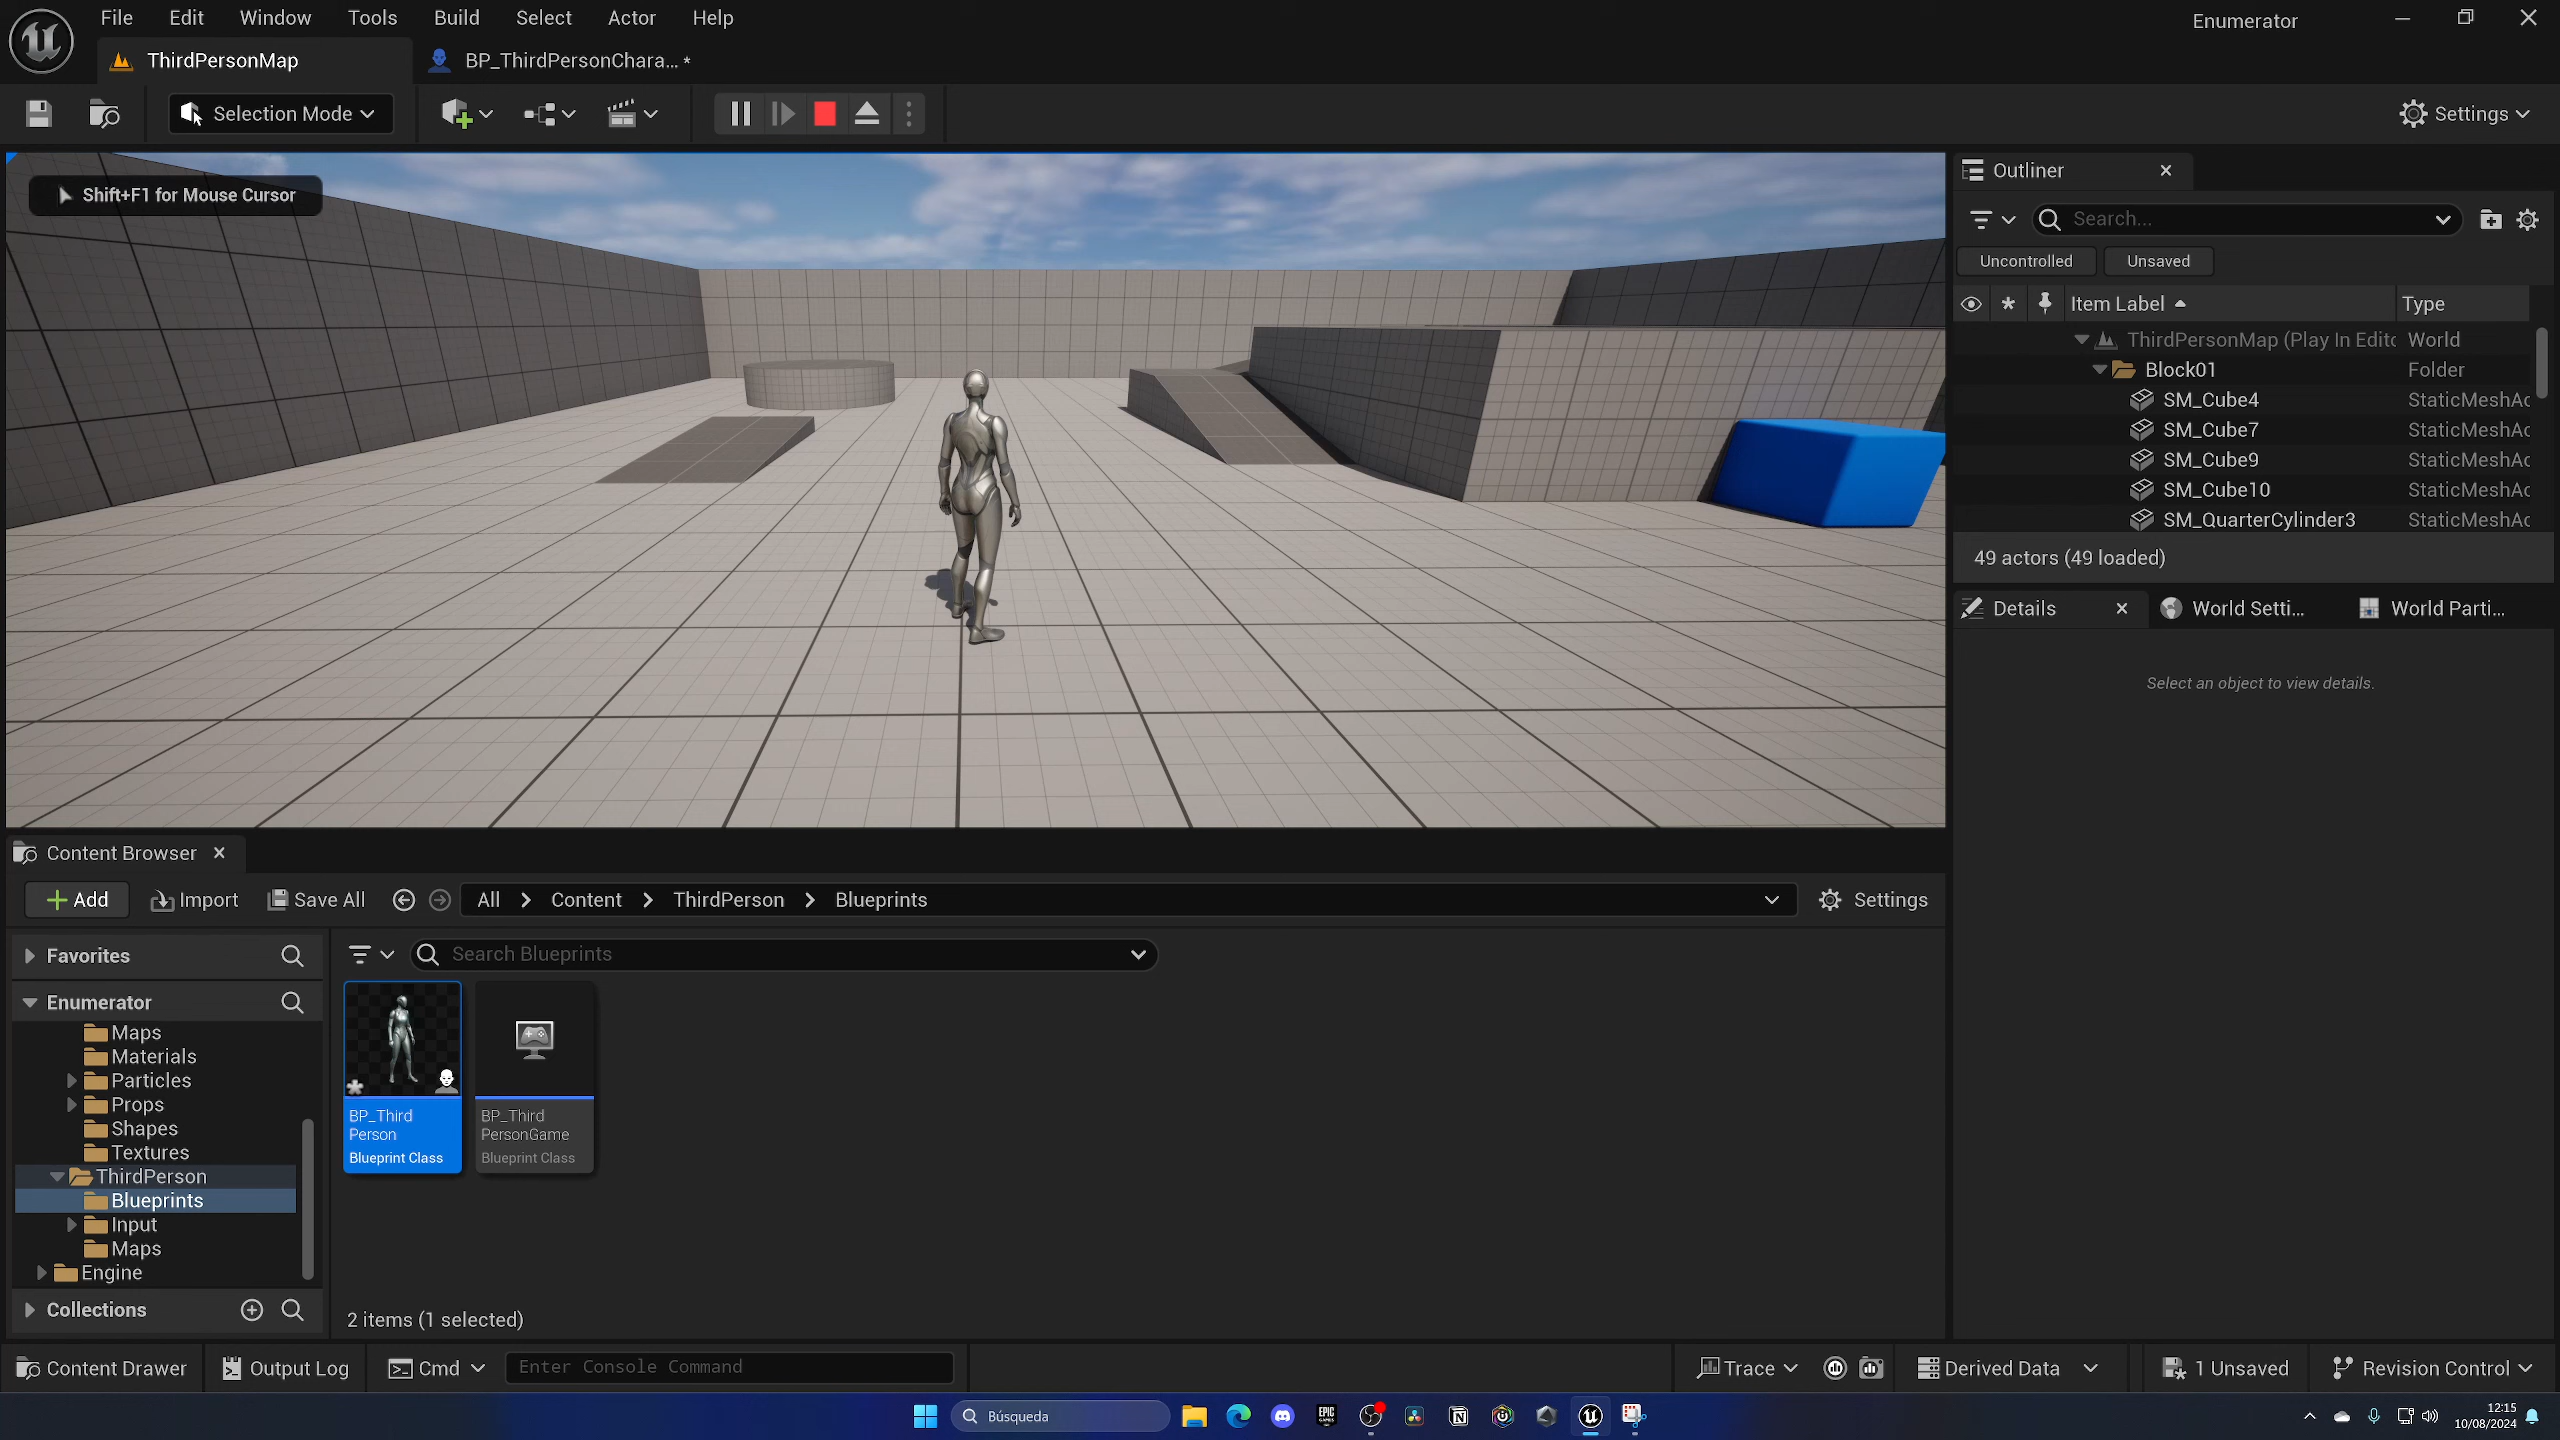 File Edit Window Tools Build Select Actor Help
Enumerator
ThirdPersonMap
BP_ThirdPersonChara... *
Selection Mode
Settings
Shift+F1 for Mouse Cursor
Outliner
Search...
Uncontrolled
Unsaved
Item Label
Type
ThirdPersonMap (Play In Edito
World
Block01
Folder
SM_Cube4
StaticMeshAc
SM_Cube7
StaticMeshAc
SM_Cube9
StaticMeshAc
SM_Cube10
StaticMeshAc
SM_QuarterCylinder3
StaticMeshAc
49 actors (49 loaded)
Details
World Setti...
World Parti...
Select an object to view details.
Content Browser
Add
Import
Save All
All > Content > ThirdPerson > Blueprints
Settings
Favorites
Search Blueprints
Enumerator
Maps
Materials
Particles
Props
Shapes
Textures
ThirdPerson
Blueprints
Input
Maps
Engine
Collections
BP_Third
Person
Blueprint Class
BP_Third
PersonGame
Blueprint Class
2 items (1 selected)
Content Drawer
Output Log
Cmd
Enter Console Command
Trace
Derived Data
1 Unsaved
Revision Control
Búsqueda
EPIC
GAMES
12:15
10/08/2024